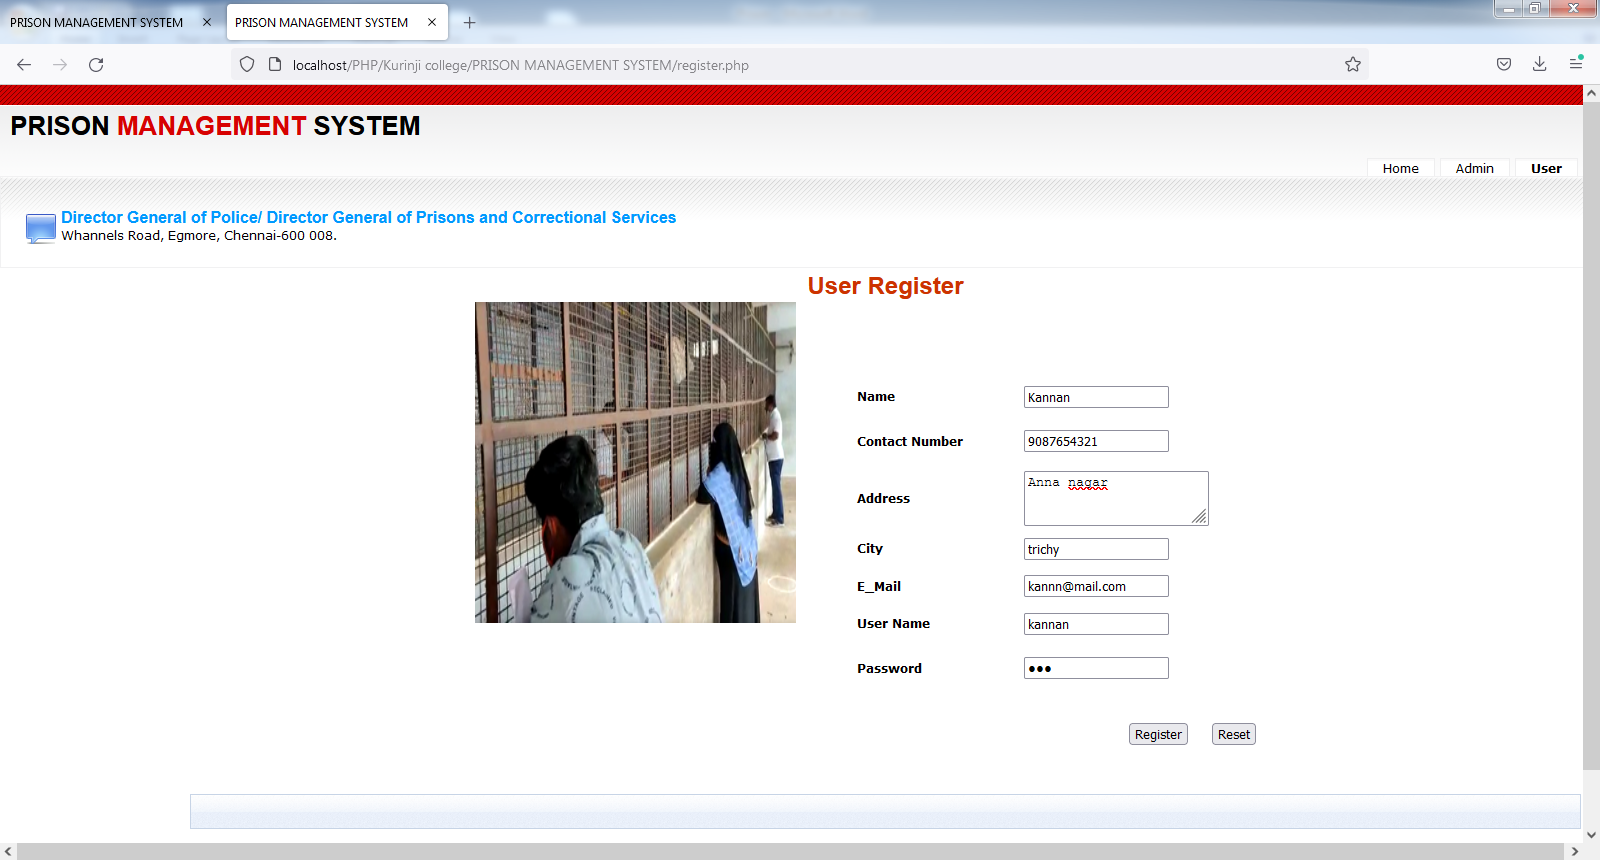 PRISON MANAGEMENT SYSTEM
PRISON MANAGEMENT SYSTEM
localhost/PHP/Kurinji college/PRISON MANAGEMENT SYSTEM/register.php
PRISON MANAGEMENT SYSTEM
Home Admin User
Director General of Police/ Director General of Prisons and Correctional Services
Whannels Road, Egmore, Chennai-600 008.
User Register
Name Kannan
Contact Number 9087654321
Address Anna nagar
City trichy
E_Mail kannn@mail.com
User Name kannan
Password
Register Reset